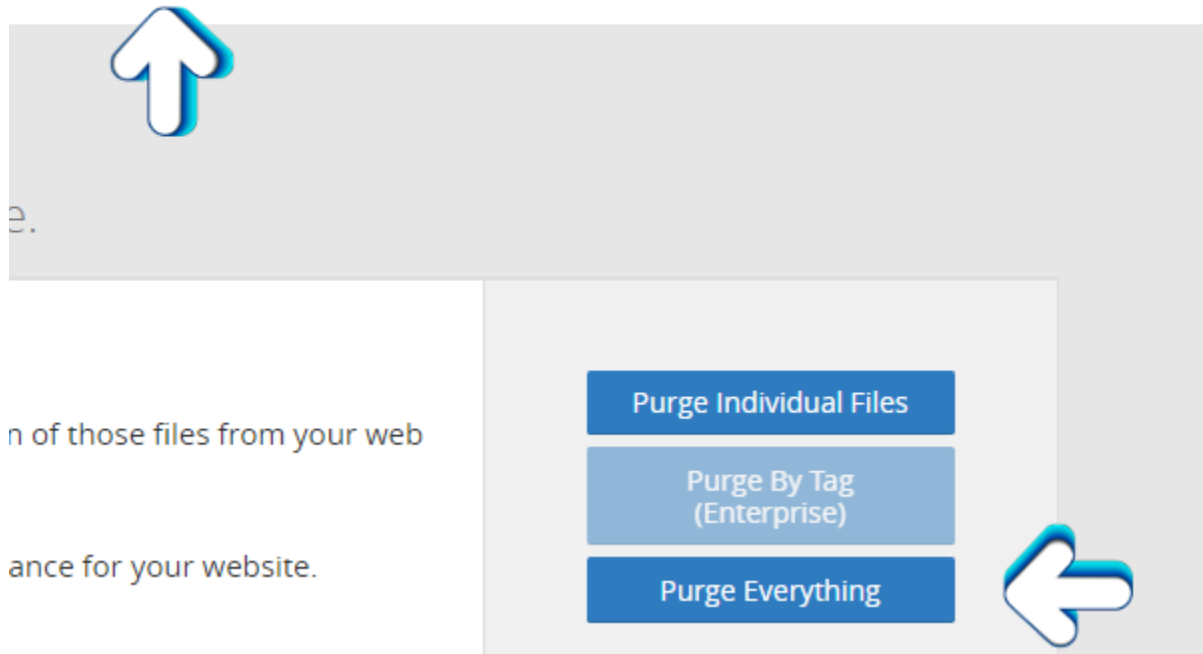 e.
Purge Individual Files
n of those files from your web
Purge By Tag
(Enterprise)
ance for your website.
Purge Everything